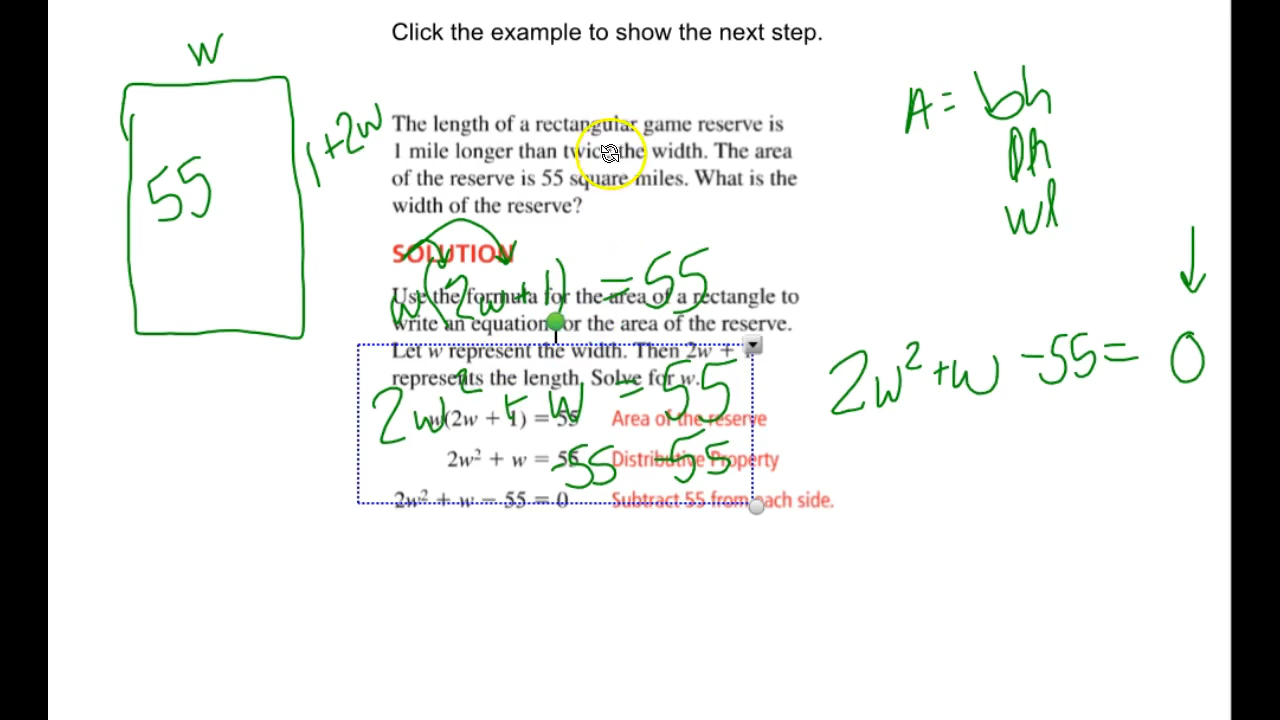 Click the example to show the next step.
w
1+2w
55
A = bh
lh
wl
The length of a rectangular game reserve is
1 mile longer than twice the width. The area
of the reserve is 55 square miles. What is the
width of the reserve?
SOLUTION
w(2w+1) = 55
Use the formula for the area of a rectangle to
write an equation for the area of the reserve.
Let w represent the width. Then 2w + 1
represents the length. Solve for w.
2w² + w = 55
2w² + w - 55 = 0
w(2w + 1) = 55 Area of the reserve
2w² + w = 55 Distributive Property
-55 -55
2w² + w − 55 = 0 Subtract 55 from each side.